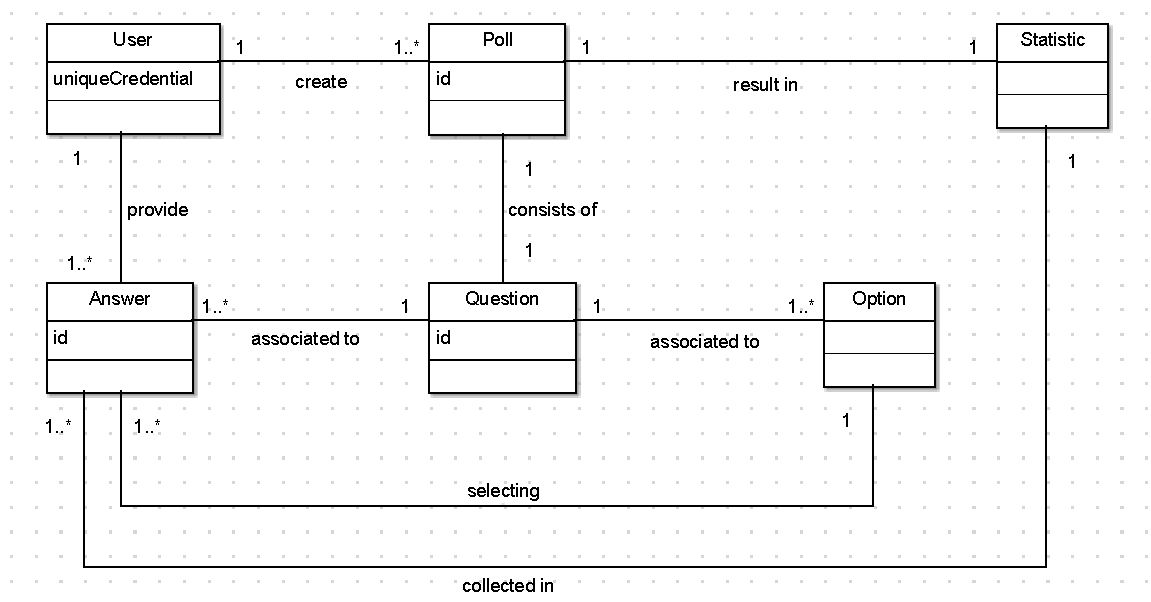 User
1
1..*
Poll
1
1
Statistic
uniqueCredential
create
id
result in
1
1
1
provide
consists of
1..*
1
Answer
1..*
1
Question
1
1..*
Option
id
associated to
id
associated to
1..*
1..*
1
selecting
collected in